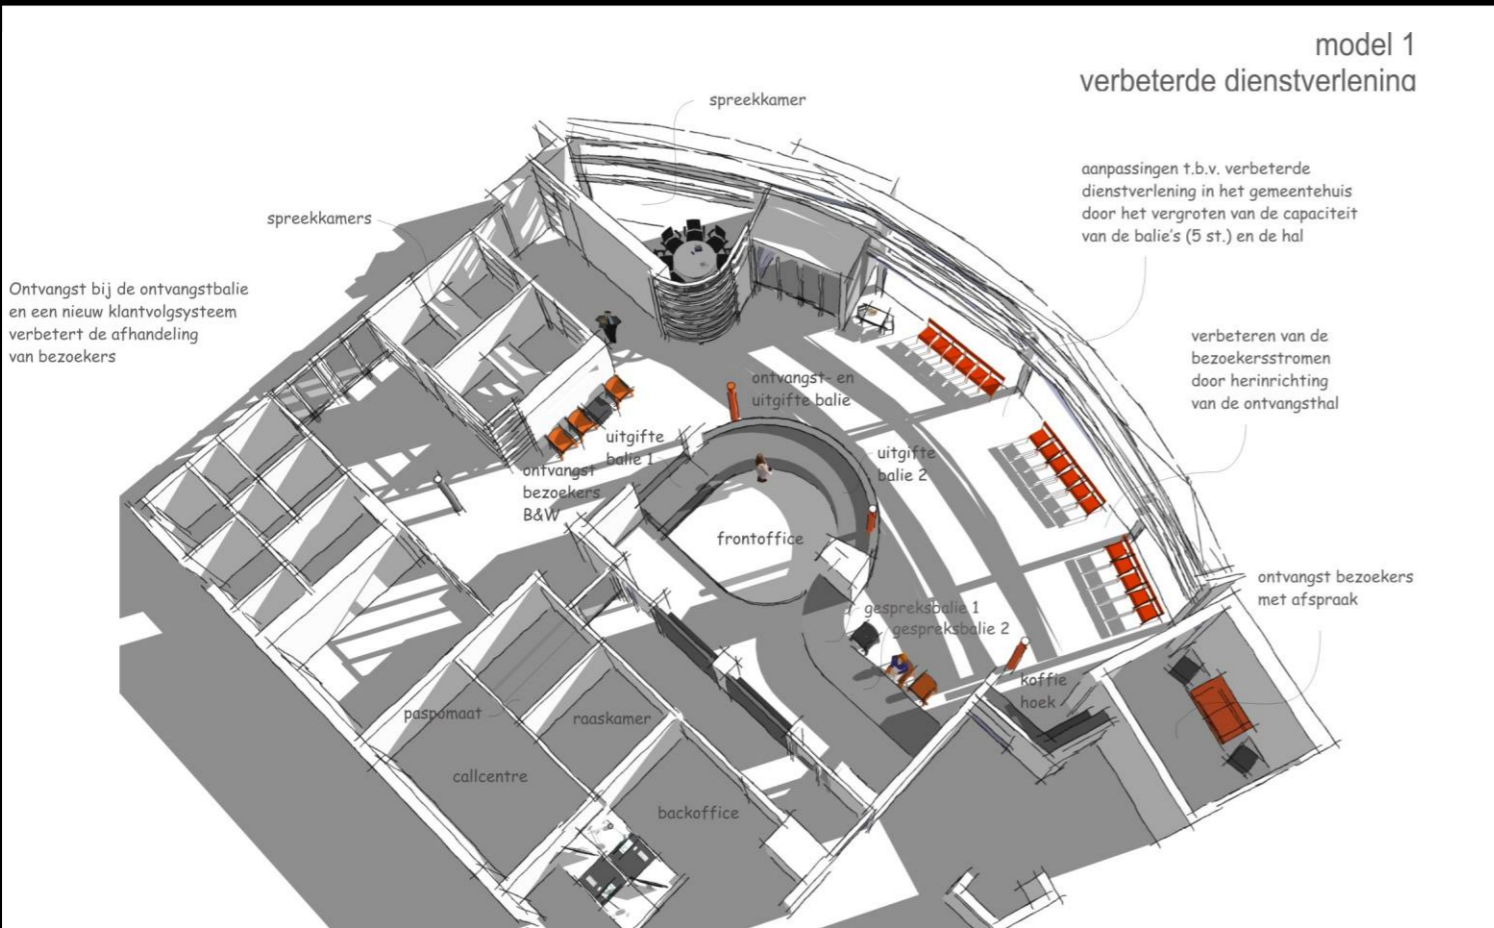 model 1
verbeterde dienstverlening
spreekkamer
aanpassingen t.b.v. verbeterde
dienstverlening in het gemeentehuis
door het vergroten van de capaciteit
van de balie's (5 st.) en de hal
spreekkamers
Ontvangst bij de ontvangstbalie
en een nieuw klantvolgsysteem
verbetert de afhandeling
van bezoekers
verbeteren van de
bezoekersstromen
door herinrichting
van de ontvangsthal
ontvangst- en
uitgifte balie
uitgifte
balie 1
uitgifte
balie 2
ontvangst
bezoekers
B&W
frontoffice
ontvangst bezoekers
met afspraak
gespreksbalie 1
gespreksbalie 2
koffie
hoek
paspomaat
raaskamer
callcentre
backoffice